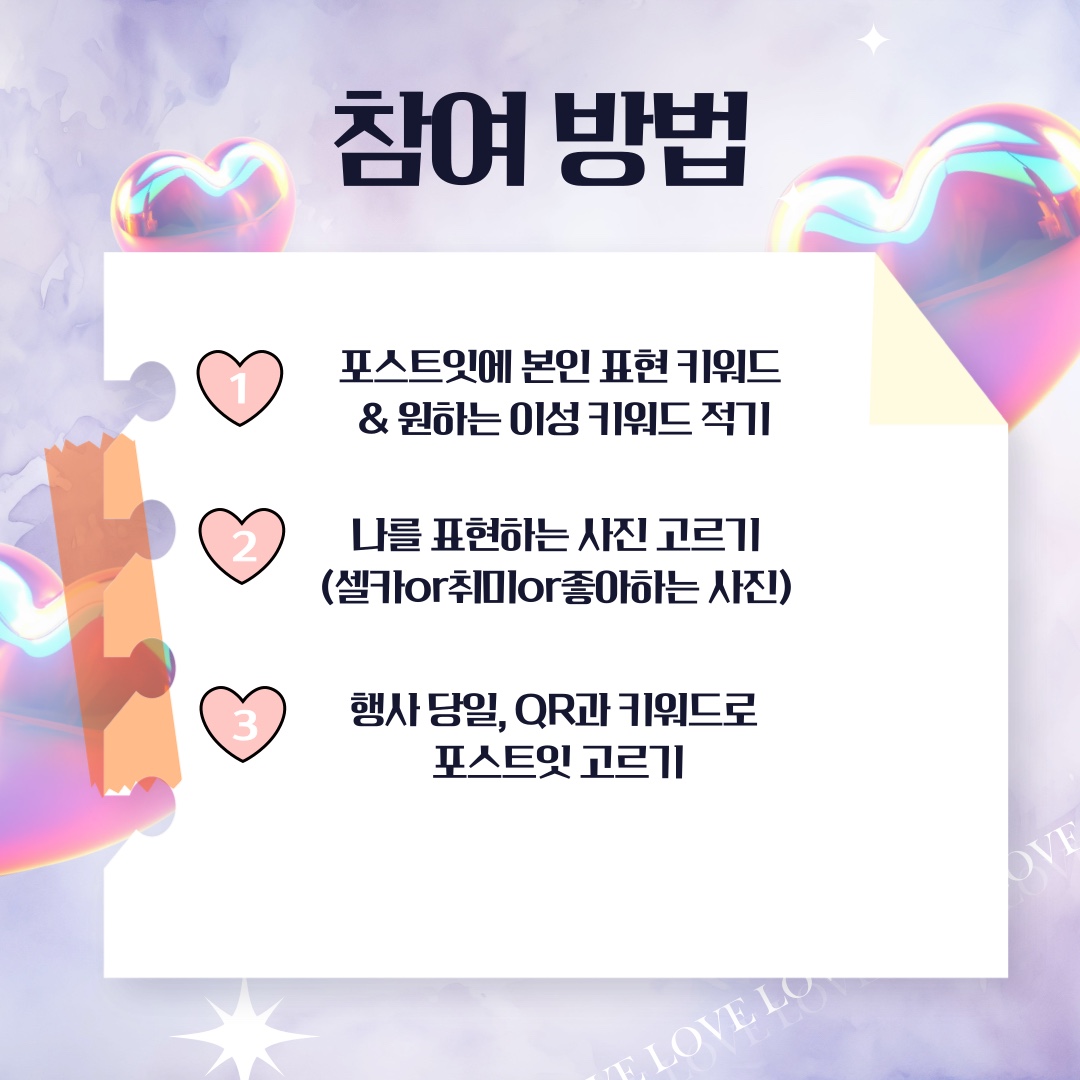 참여 방법
1
포스트잇에 본인 표현 키워드
& 원하는 이성 키워드 적기
2
나를 표현하는 사진 고르기
(셀카or취미or좋아하는 사진)
3
행사 당일, QR과 키워드로
포스트잇 고르기
LOVE LOVE